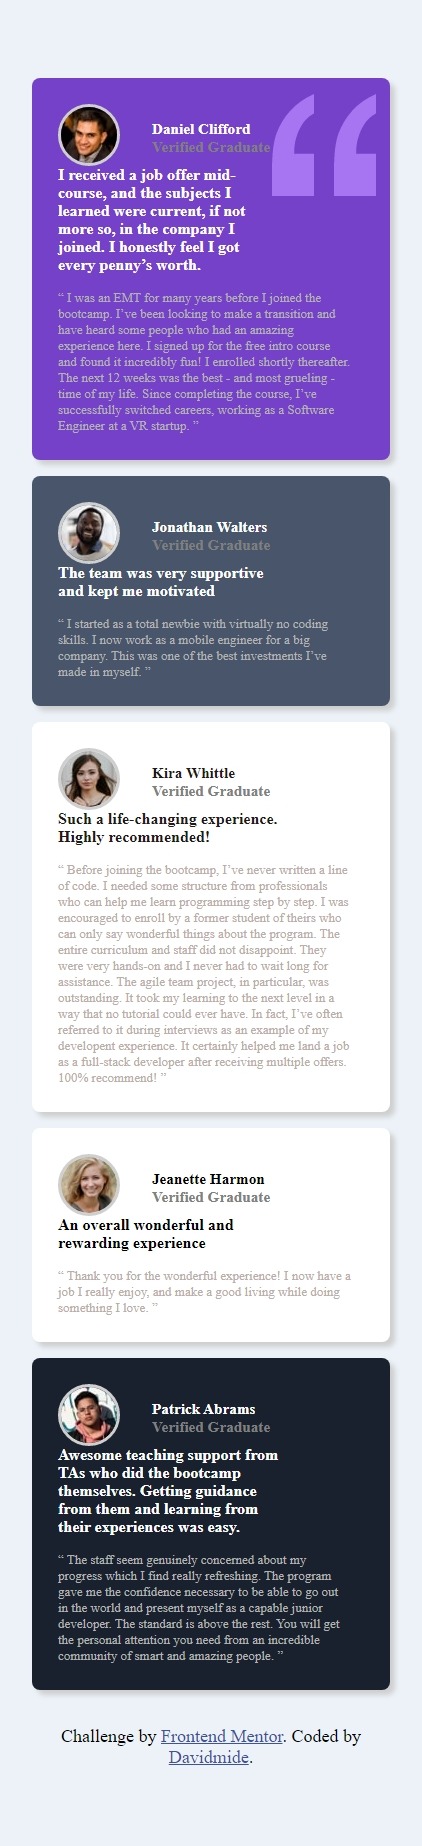 Daniel Clifford
Verified Graduate
I received a job offer mid-
course, and the subjects I
learned were current, if not
more so, in the company I
joined. I honestly feel I got
every penny’s worth.
“ I was an EMT for many years before I joined the
bootcamp. I’ve been looking to make a transition and
have heard some people who had an amazing
experience here. I signed up for the free intro course
and found it incredibly fun! I enrolled shortly thereafter.
The next 12 weeks was the best - and most grueling -
time of my life. Since completing the course, I’ve
successfully switched careers, working as a Software
Engineer at a VR startup. ”
Jonathan Walters
Verified Graduate
The team was very supportive
and kept me motivated
“ I started as a total newbie with virtually no coding
skills. I now work as a mobile engineer for a big
company. This was one of the best investments I’ve
made in myself. ”
Kira Whittle
Verified Graduate
Such a life-changing experience.
Highly recommended!
“ Before joining the bootcamp, I’ve never written a line
of code. I needed some structure from professionals
who can help me learn programming step by step. I was
encouraged to enroll by a former student of theirs who
can only say wonderful things about the program. The
entire curriculum and staff did not disappoint. They
were very hands-on and I never had to wait long for
assistance. The agile team project, in particular, was
outstanding. It took my learning to the next level in a
way that no tutorial could ever have. In fact, I’ve often
referred to it during interviews as an example of my
developent experience. It certainly helped me land a job
as a full-stack developer after receiving multiple offers.
100% recommend! ”
Jeanette Harmon
Verified Graduate
An overall wonderful and
rewarding experience
“ Thank you for the wonderful experience! I now have a
job I really enjoy, and make a good living while doing
something I love. ”
Patrick Abrams
Verified Graduate
Awesome teaching support from
TAs who did the bootcamp
themselves. Getting guidance
from them and learning from
their experiences was easy.
“ The staff seem genuinely concerned about my
progress which I find really refreshing. The program
gave me the confidence necessary to be able to go out
in the world and present myself as a capable junior
developer. The standard is above the rest. You will get
the personal attention you need from an incredible
community of smart and amazing people. ”
Challenge by Frontend Mentor. Coded by
Davidmide.